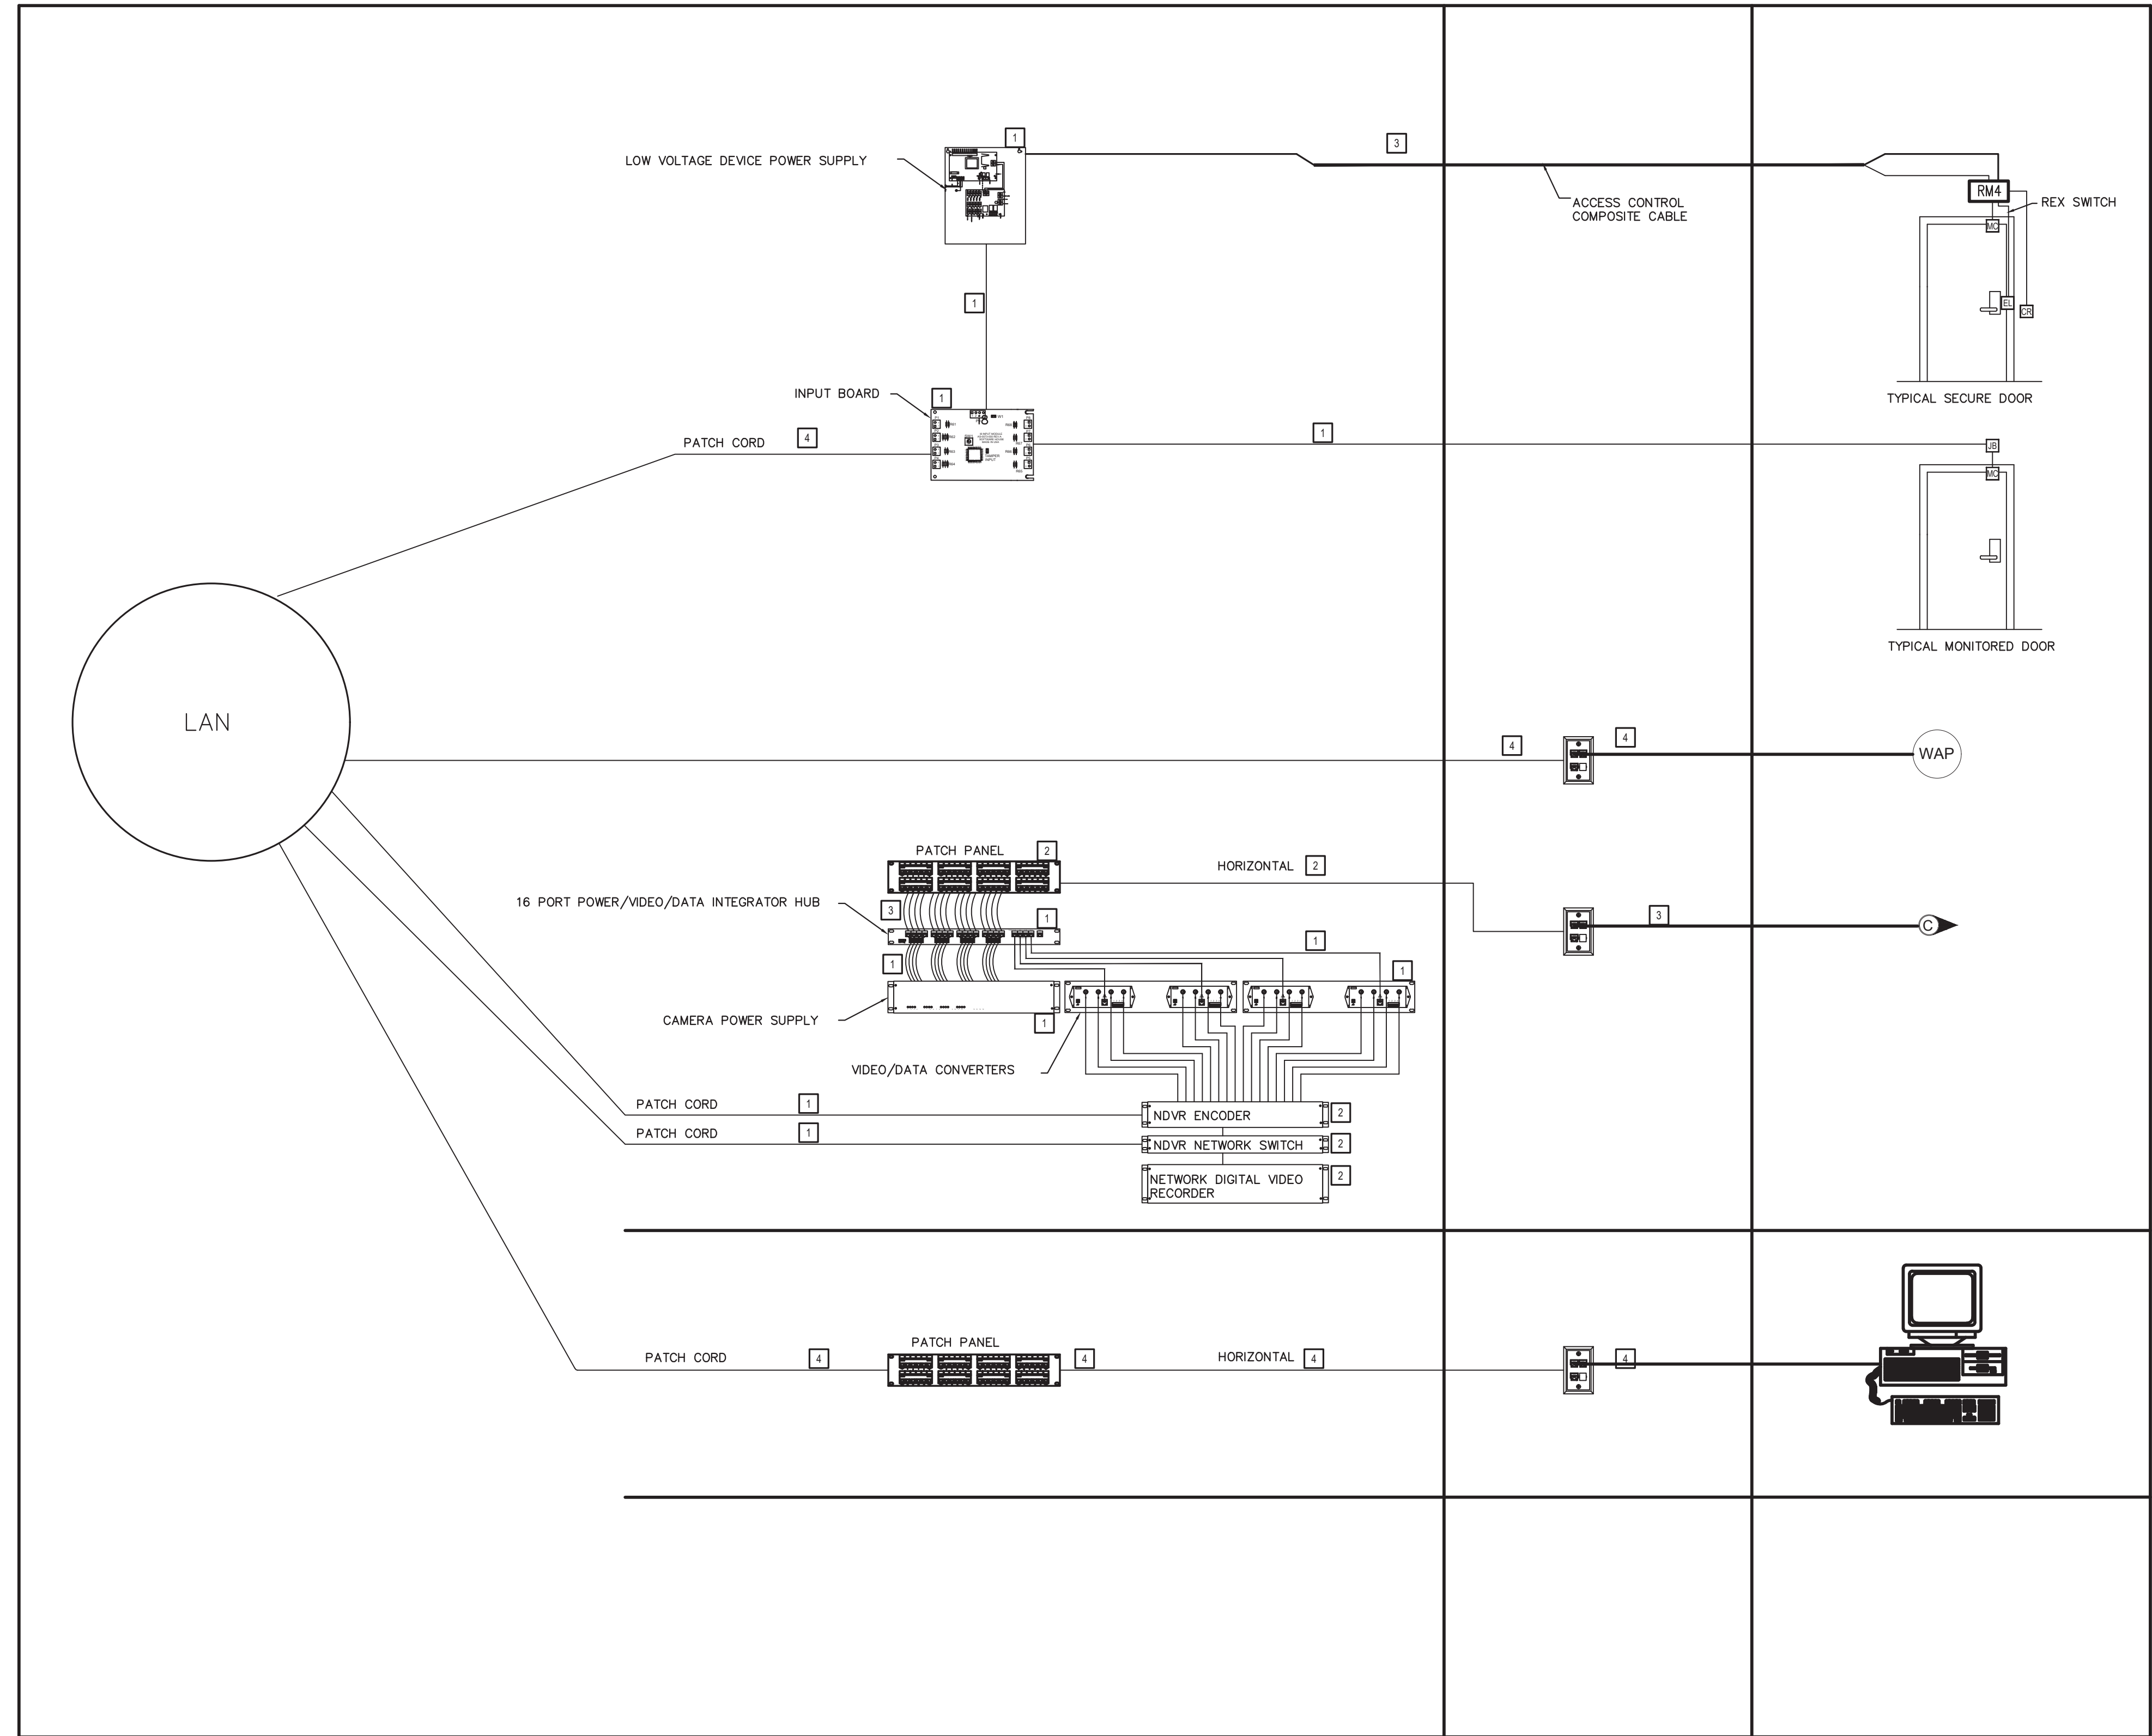 1
3
LOW VOLTAGE DEVICE POWER SUPPLY
ACCESS CONTROL
COMPOSITE CABLE
RM4
REX SWITCH
MC
EL
CR
1
TYPICAL SECURE DOOR
INPUT BOARD
1
W1
TAMPER
INPUT
PATCH CORD
4
1
JB
MC
TYPICAL MONITORED DOOR
LAN
4
4
WAP
PATCH PANEL
2
HORIZONTAL
2
16 PORT POWER/VIDEO/DATA INTEGRATOR HUB
3
1
3
C
1
1
1
CAMERA POWER SUPPLY
1
VIDEO/DATA CONVERTERS
PATCH CORD
1
NDVR ENCODER
2
PATCH CORD
1
NDVR NETWORK SWITCH
2
NETWORK DIGITAL VIDEO
RECORDER
2
PATCH PANEL
PATCH CORD
4
4
HORIZONTAL
4
4